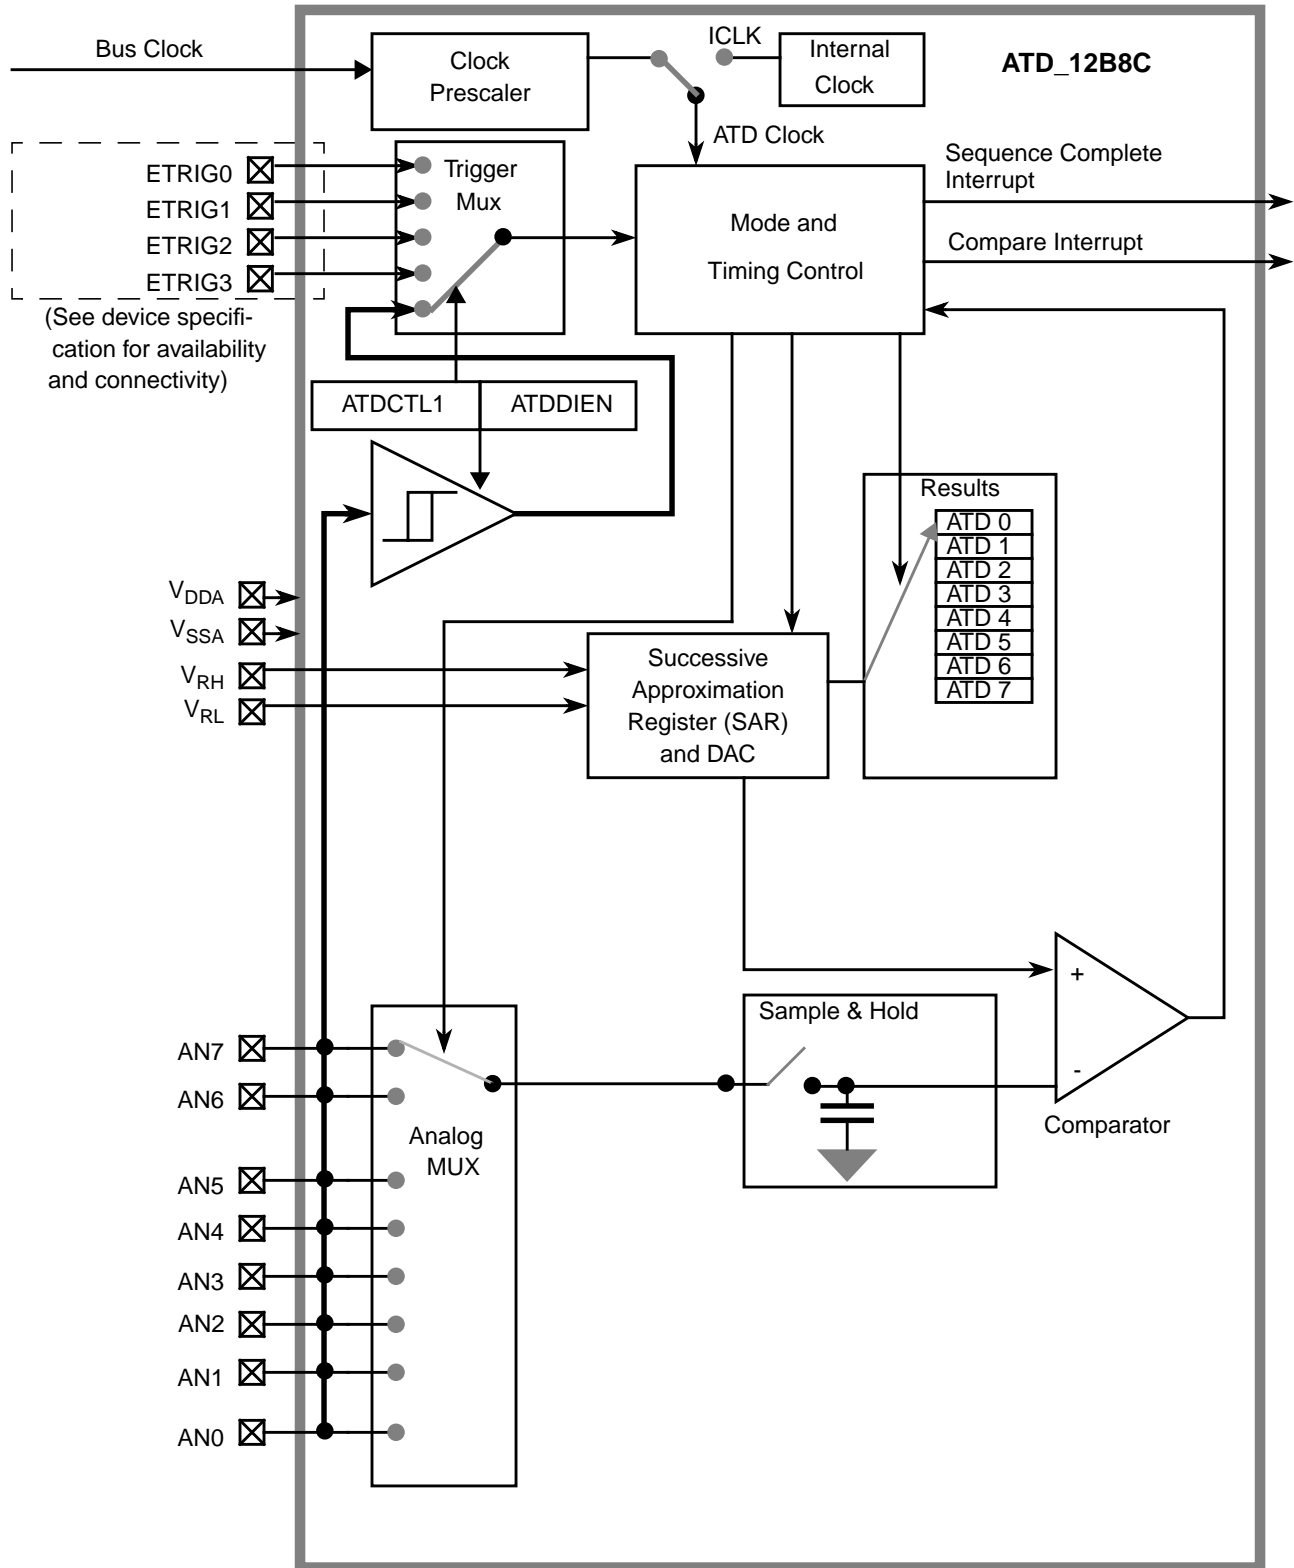 Bus Clock
Clock
Prescaler
ICLK
Internal
Clock
ATD_12B8C
ATD Clock
ETRIG0
ETRIG1
ETRIG2
ETRIG3
(See device specifi-
cation for availability
and connectivity)
Trigger
Mux
Mode and
Timing Control
Sequence Complete
Interrupt
Compare Interrupt
ATDCTL1
ATDDIEN
Results
ATD 0
ATD 1
ATD 2
ATD 3
ATD 4
ATD 5
ATD 6
ATD 7
VDDA
VSSA
VRH
VRL
Successive
Approximation
Register (SAR)
and DAC
+
-
Comparator
Sample & Hold
AN7
AN6
AN5
AN4
AN3
AN2
AN1
AN0
Analog
MUX